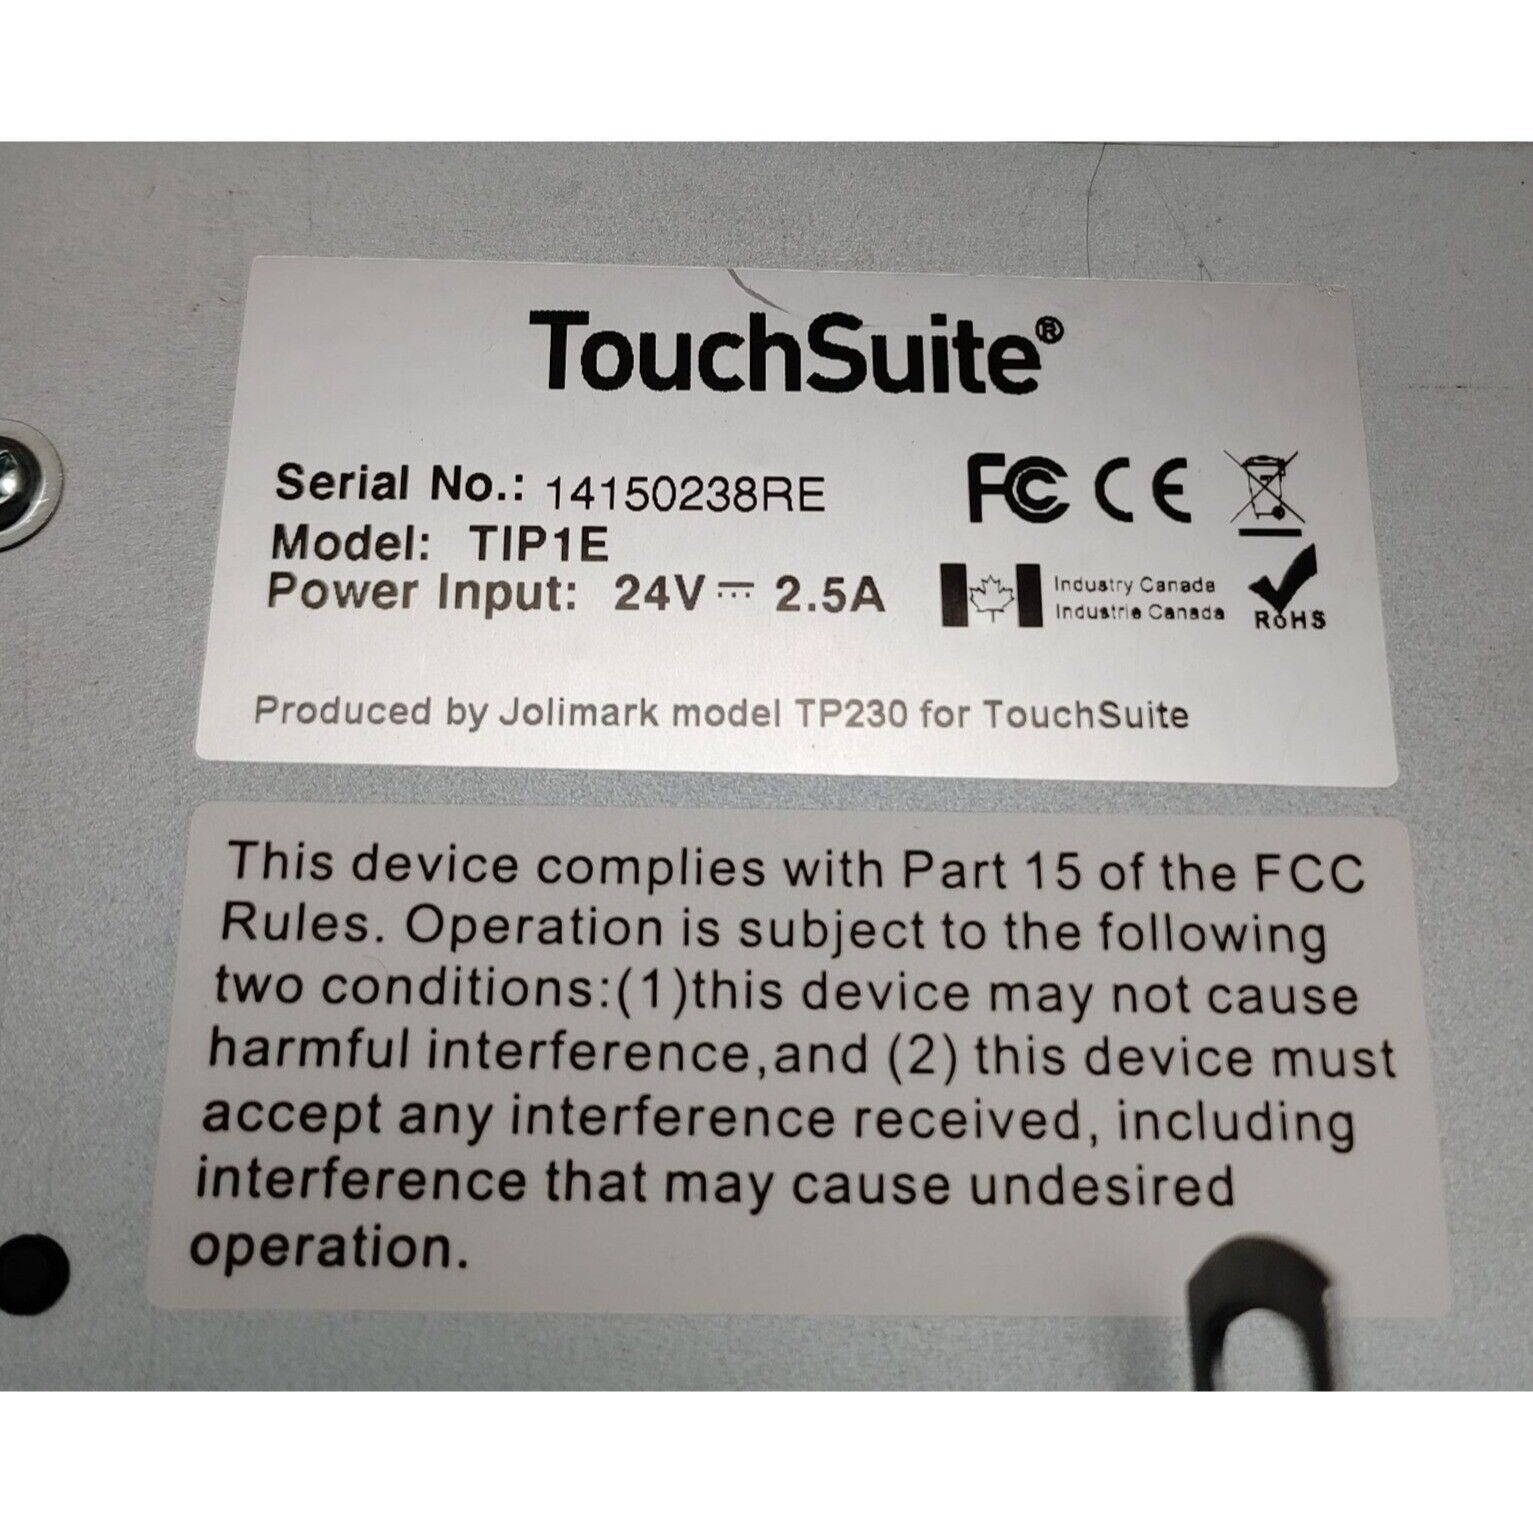 TouchSuite®
Serial No.: 14150238RE
Model: TIP1E
Power Input: 24V⎓ 2.5A
FC CE
Industry Canada
Industrie Canada
RoHS
Produced by Jolimark model TP230 for TouchSuite
This device complies with Part 15 of the FCC
Rules. Operation is subject to the following
two conditions:(1)this device may not cause
harmful interference,and (2) this device must
accept any interference received, including
interference that may cause undesired
operation.